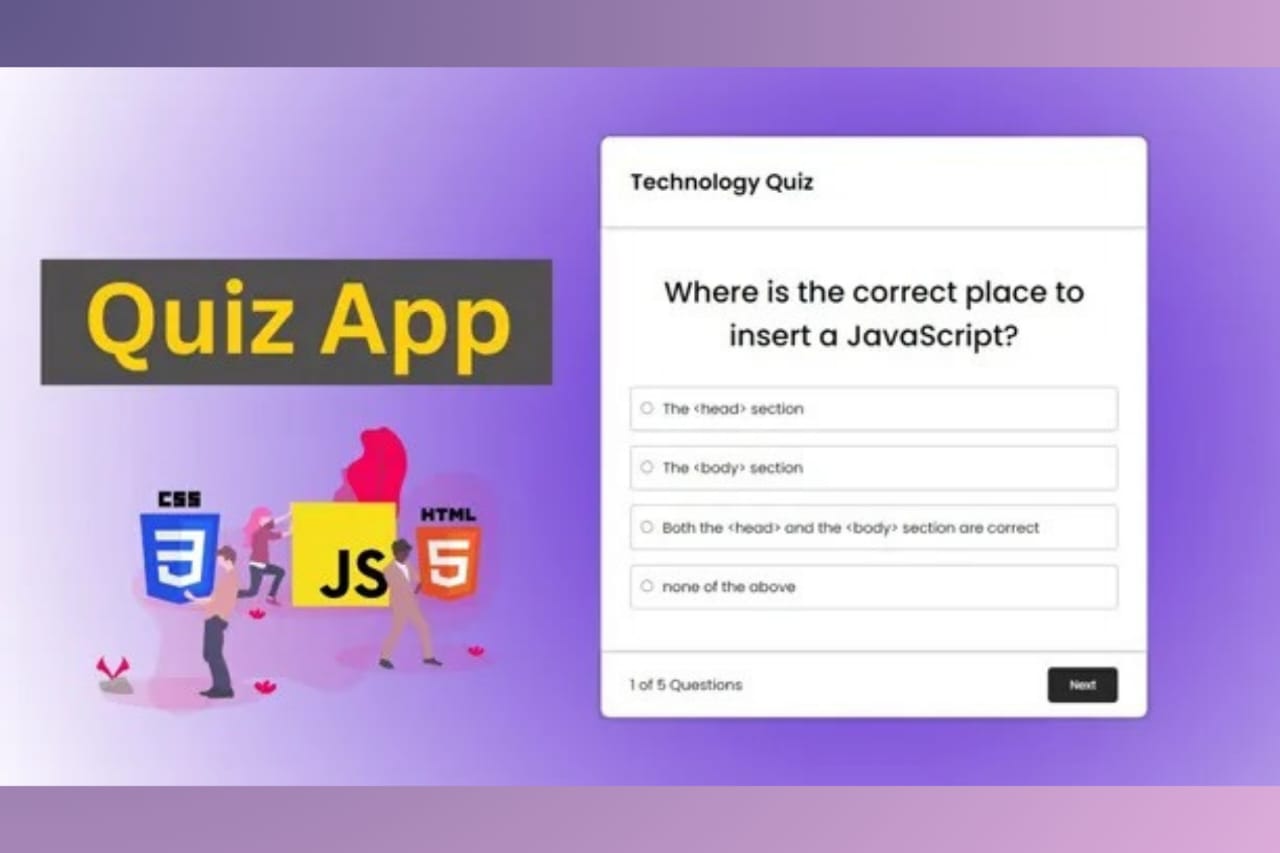 Quiz App
CSS
3
JS
HTML
5
Technology Quiz
Where is the correct place to
insert a JavaScript?
The <head> section
The <body> section
Both the <head> and the <body> section are correct
none of the above
1 of 5 Questions
Next